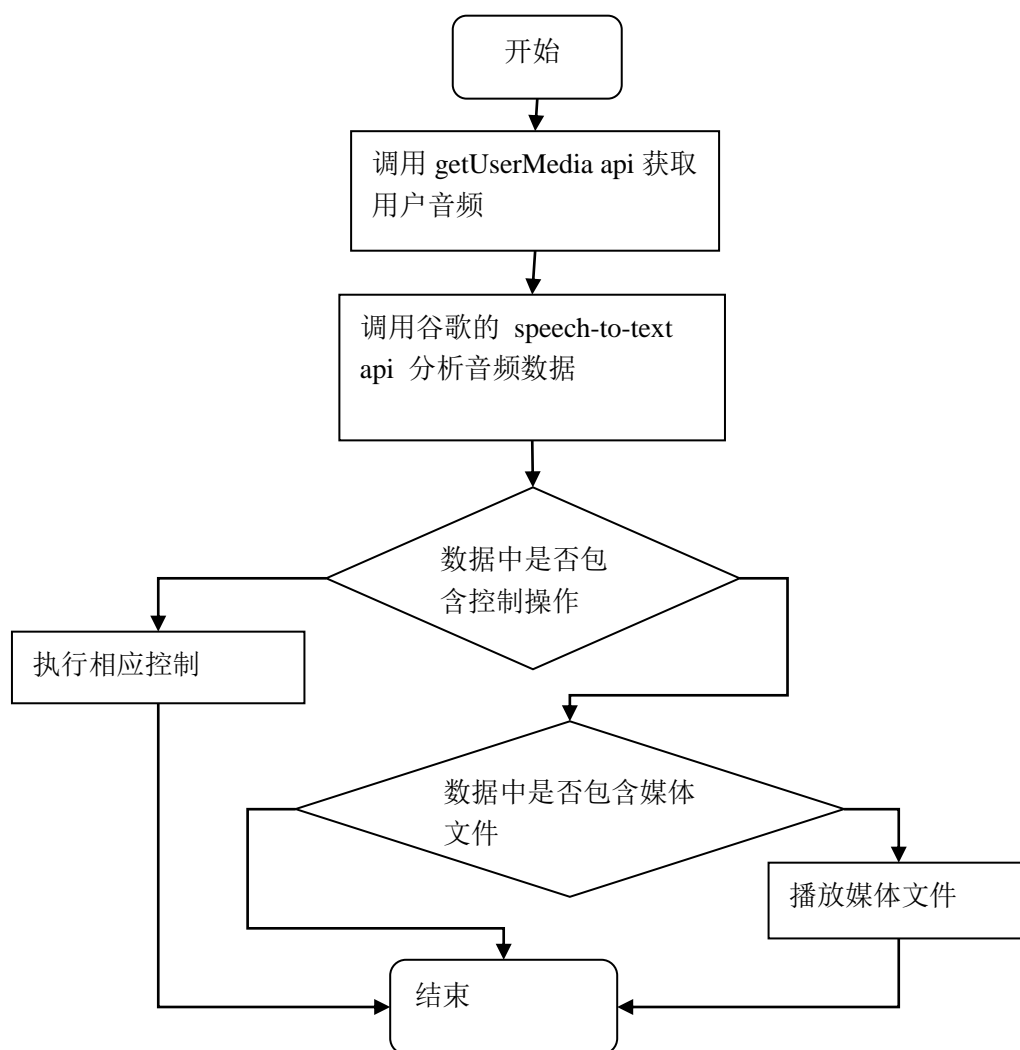 开始
调用 getUserMedia api 获取
用户音频
调用谷歌的 speech-to-text
api 分析音频数据
数据中是否包
含控制操作
执行相应控制
数据中是否包含媒体
文件
播放媒体文件
结束